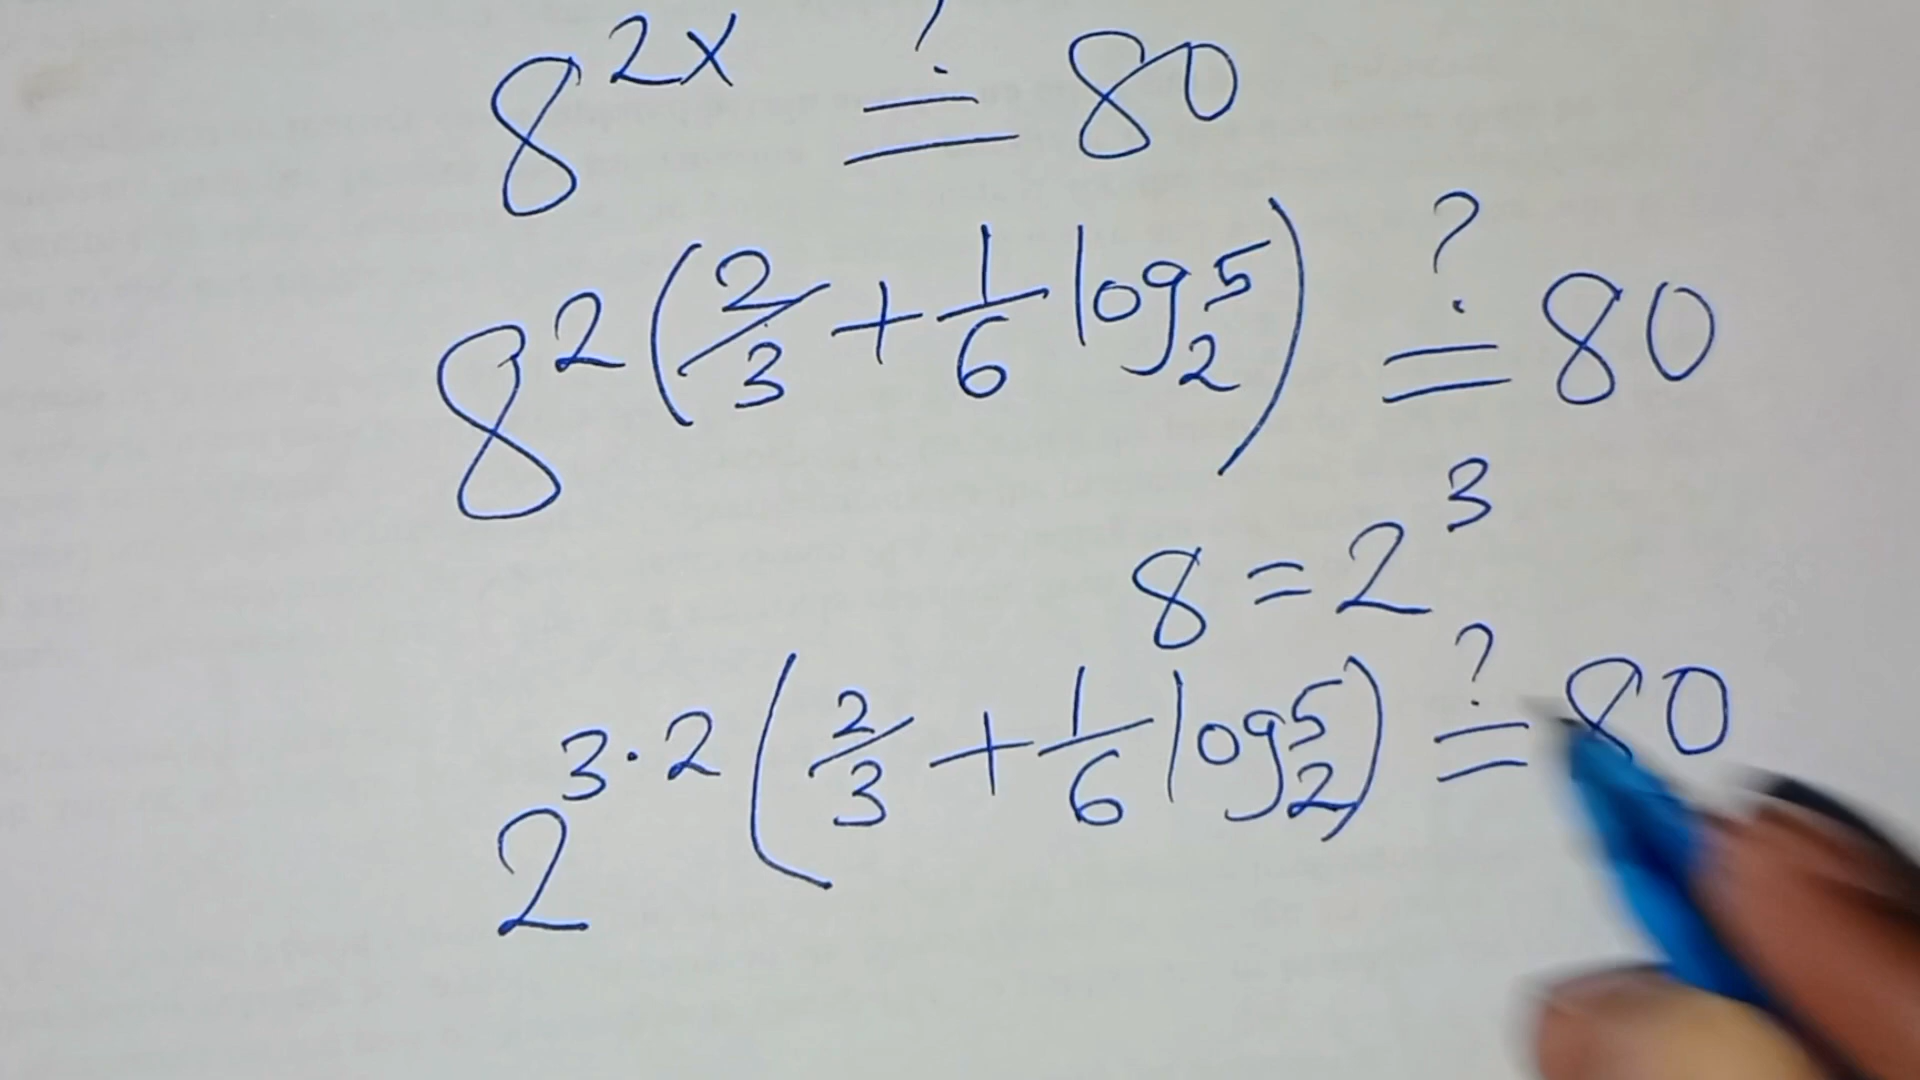 8^{2x} ≟ 80
8^{2(2/3 + 1/6 log_2^5)} ≟ 80
8 = 2^3
2^{3·2(2/3 + 1/6 log_2^5)} ≟ 80